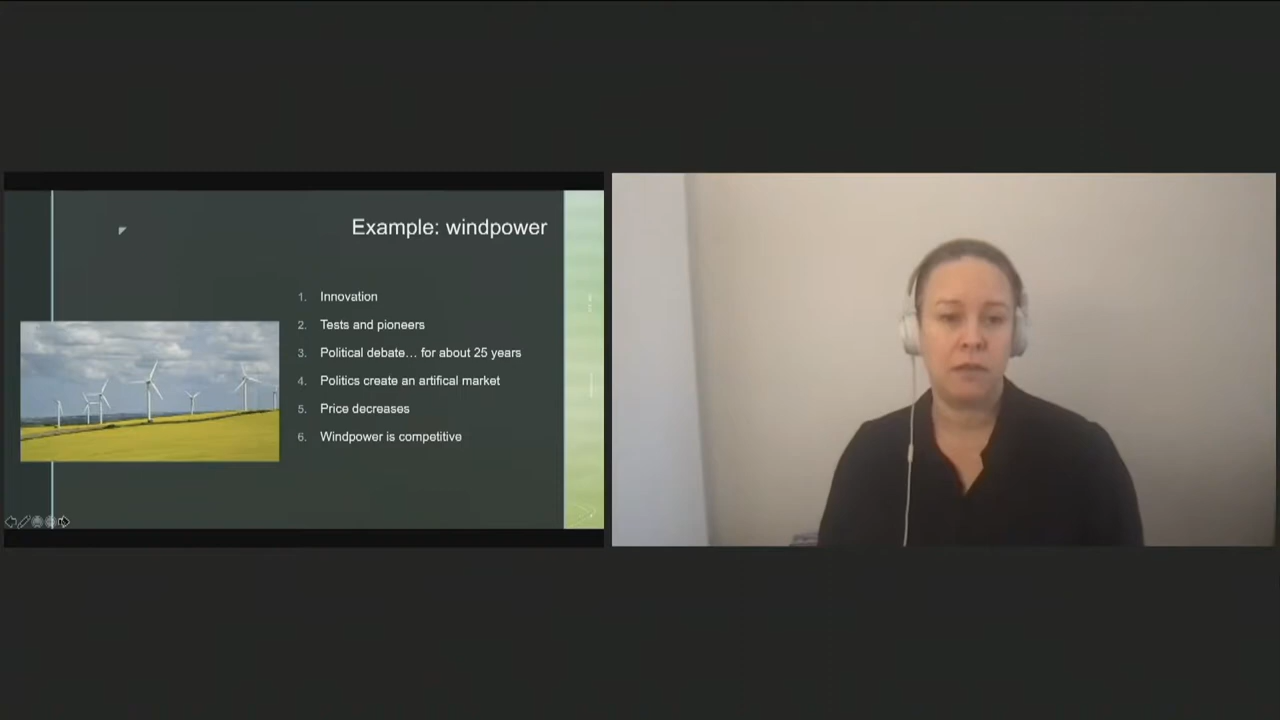 Example: windpower
1. Innovation
2. Tests and pioneers
3. Political debate... for about 25 years
4. Politics create an artifical market
5. Price decreases
6. Windpower is competitive